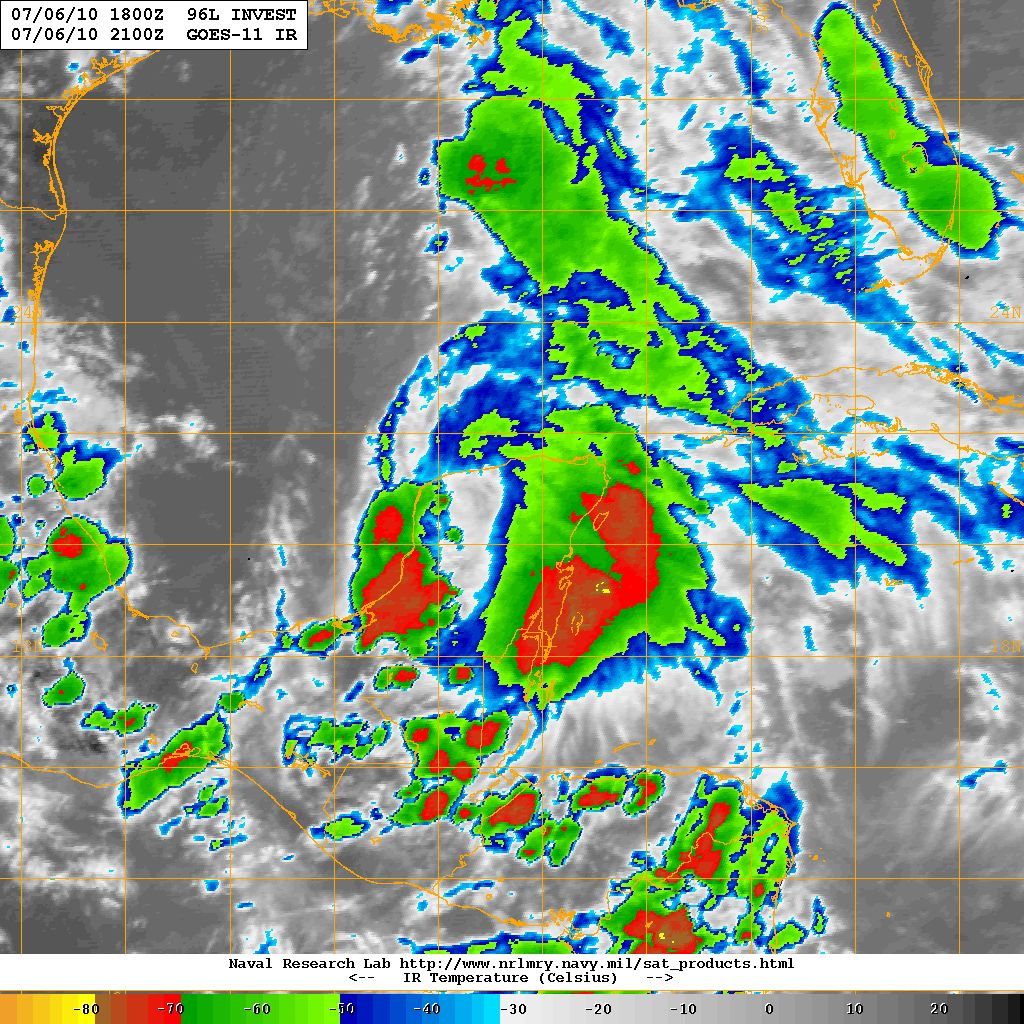 07/06/10 1800Z 96L INVEST
07/06/10 2100Z GOES-11 IR
24N 24N
18N 18N
Naval Research Lab http://www.nrlmry.navy.mil/sat_products.html
<-- IR Temperature (Celsius) -->
-80 -70 -60 -50 -40 -30 -20 -10 0 10 20